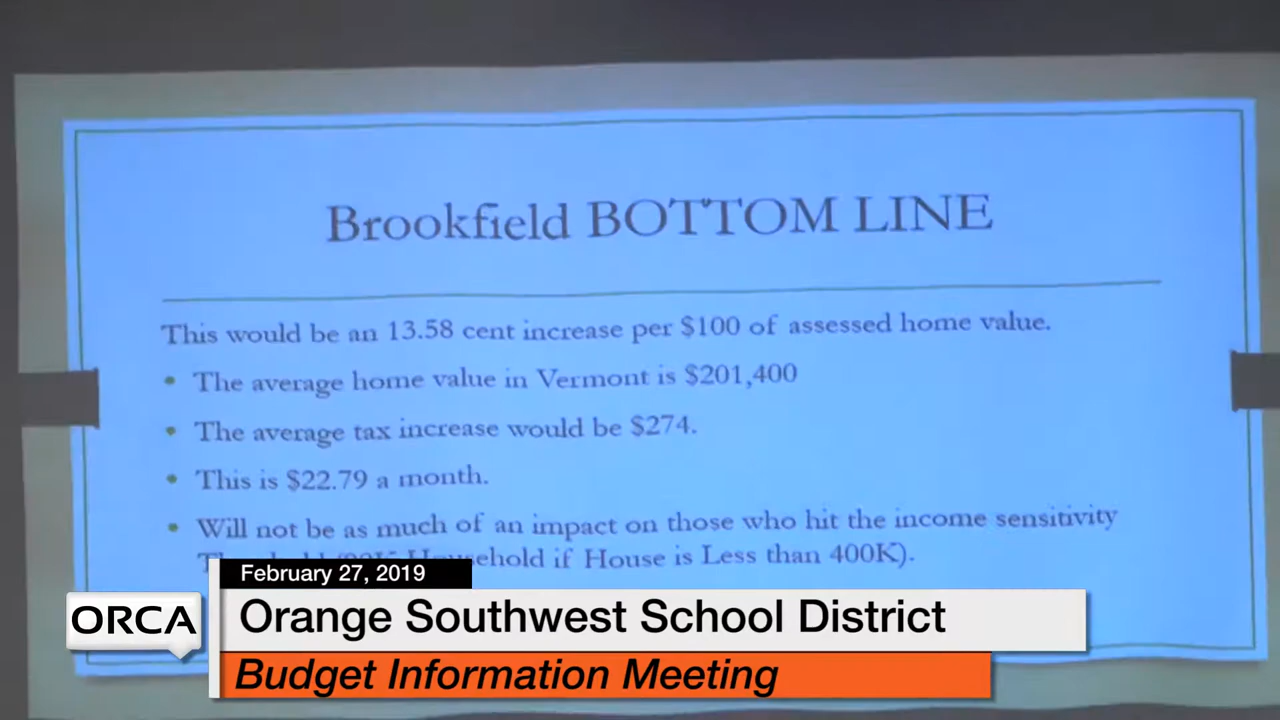 Brookfield BOTTOM LINE
This would be an 13.58 cent increase per $100 of assessed home value.
• The average home value in Vermont is $201,400
• The average tax increase would be $274.
• This is $22.79 a month.
• Will not be as much of an impact on those who hit the income sensitivity
Household if House is Less than 400K).
February 27, 2019
ORCA
Orange Southwest School District
Budget Information Meeting